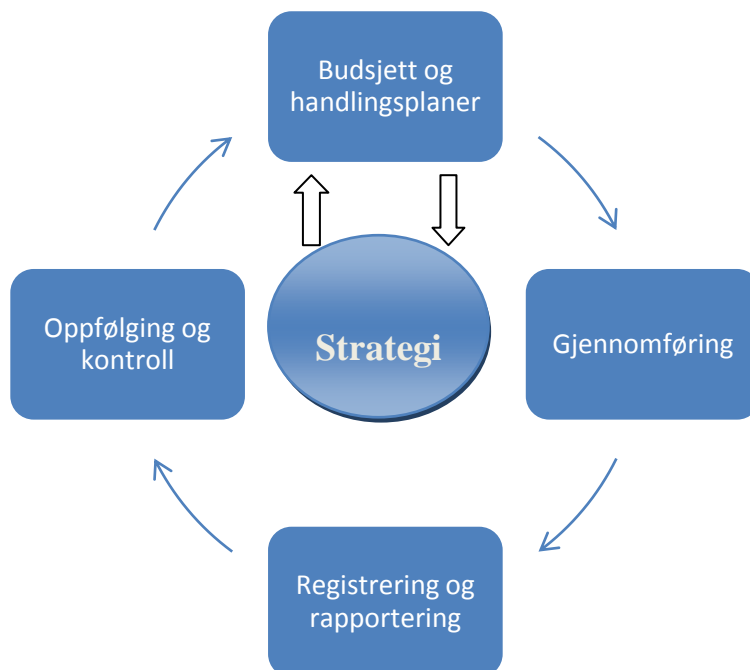 Budsjett og
handlingsplaner
Oppfølging og
kontroll
Strategi
Gjennomføring
Registrering og
rapportering